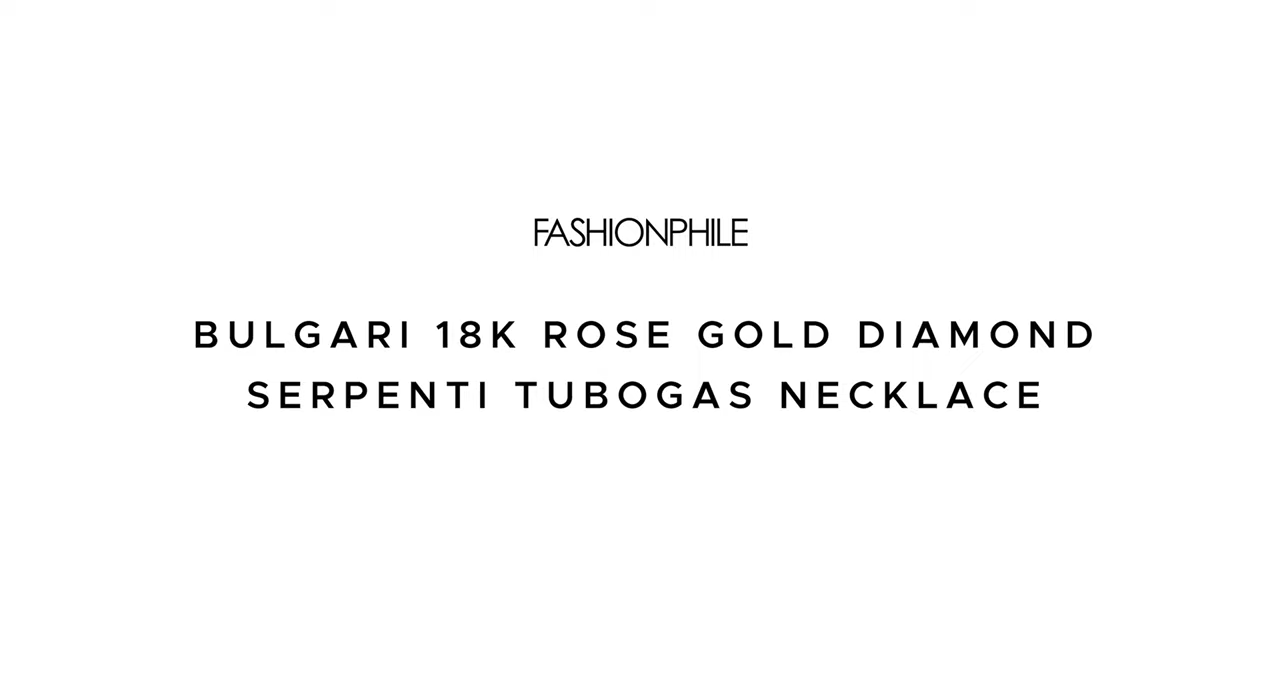 FASHIONPHILE
BULGARI 18K ROSE GOLD DIAMOND
SERPENTI TUBOGAS NECKLACE